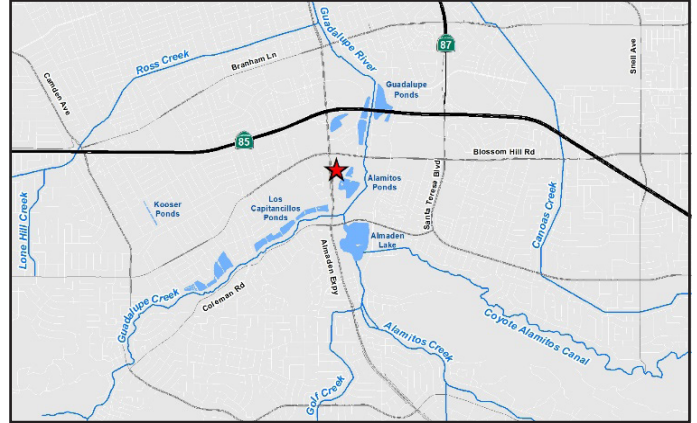 Guadalupe River
87
Snell Ave
Ross Creek
Branham Ln
Camden Ave
Guadalupe
Ponds
85
Blossom Hill Rd
Lone Hill Creek
Kooser
Ponds
Los
Capitancillos
Ponds
Alamitos
Ponds
Santa Teresa Blvd
Canoas Creek
Almaden
Lake
Almaden Expy
Guadalupe Creek
Coleman Rd
Coyote Alamitos Canal
Alamitos Creek
Golf Creek